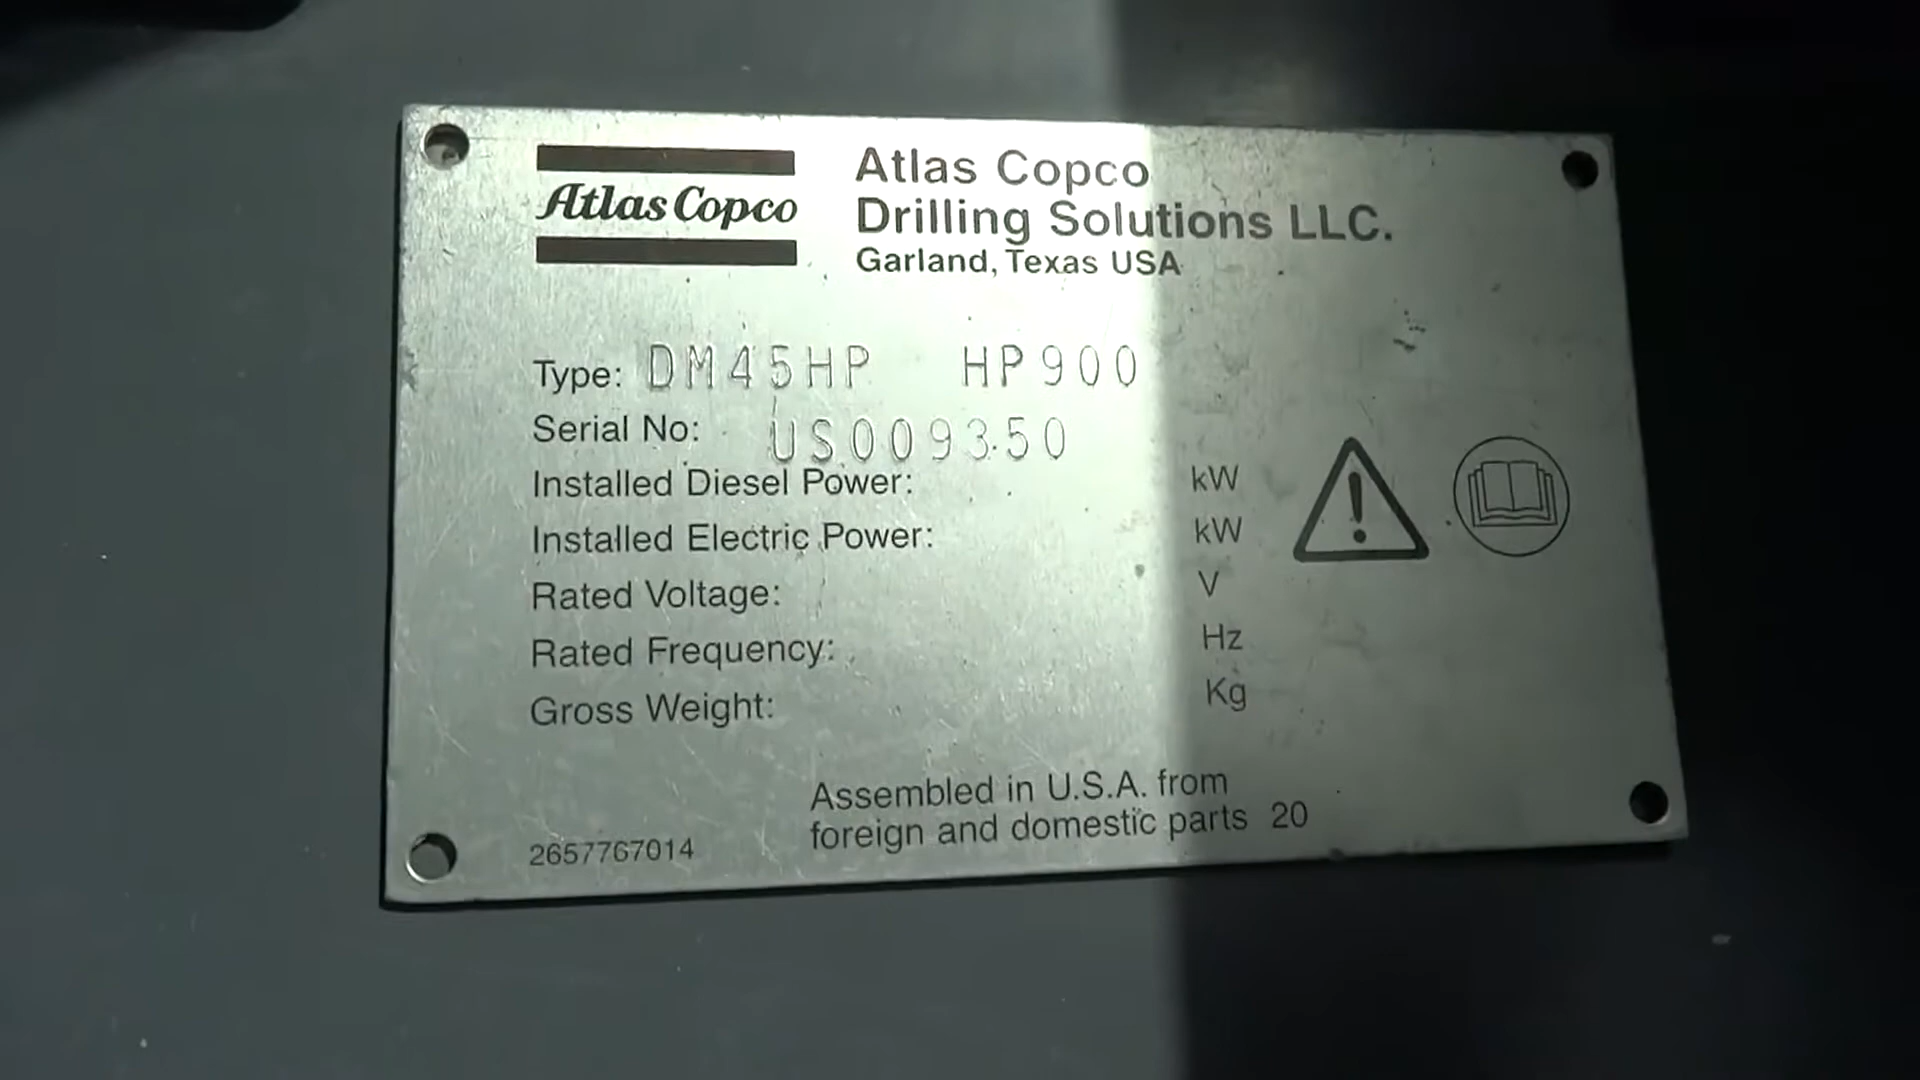 Atlas Copco
Atlas Copco
Drilling Solutions LLC.
Garland, Texas USA
Type: DM45HP HP900
Serial No: US009350
Installed Diesel Power: kW
Installed Electric Power: kW
Rated Voltage: V
Rated Frequency: Hz
Gross Weight: Kg
Assembled in U.S.A. from
foreign and domestic parts 20
2657767014